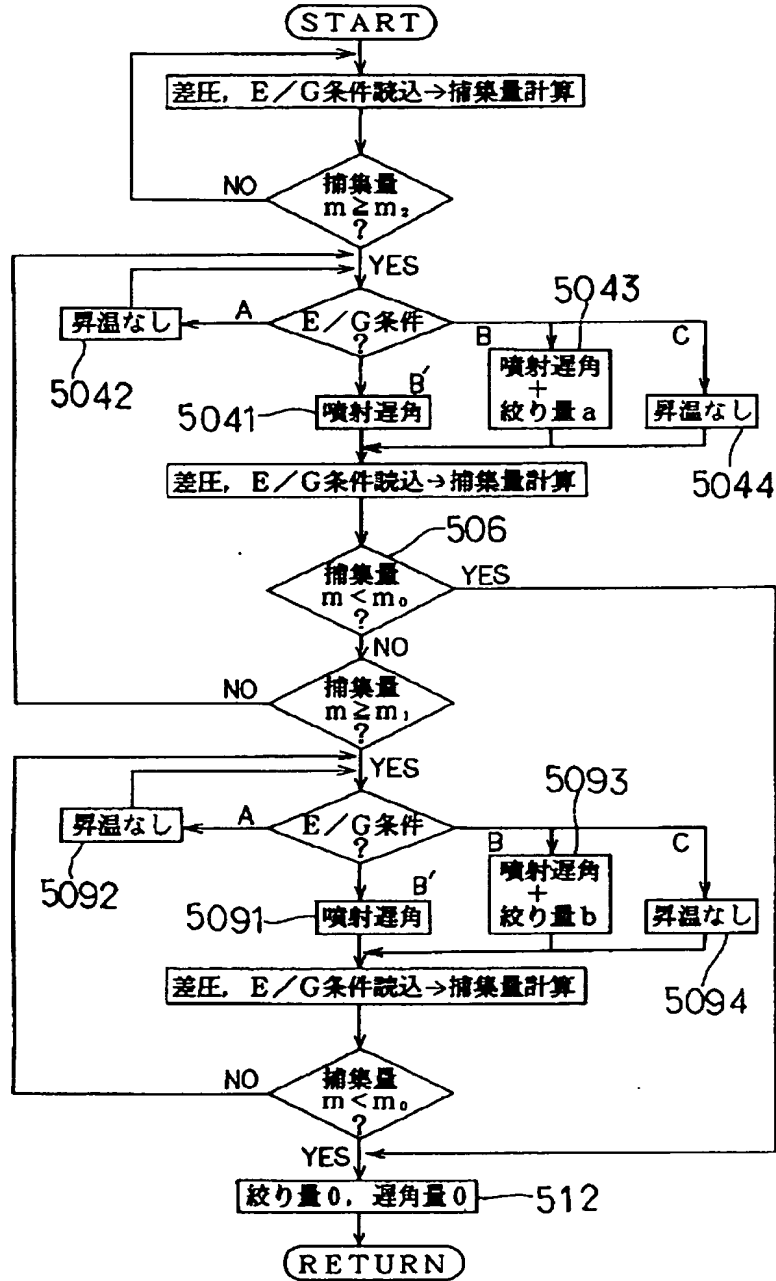 START
差圧，E／G条件読込→捕集量計算
捕集量
m≥m₂
?
NO
YES
E／G条件
?
A
昇温なし
5042
B′
噴射遅角
5041
B
噴射遅角
+
絞り量a
5043
C
昇温なし
5044
差圧，E／G条件読込→捕集量計算
506
捕集量
m<m₀
?
YES
NO
捕集量
m≥m₁
?
NO
YES
E／G条件
?
A
昇温なし
5092
B′
噴射遅角
5091
B
噴射遅角
+
絞り量b
5093
C
昇温なし
5094
差圧，E／G条件読込→捕集量計算
捕集量
m<m₀
?
NO
YES
絞り量0，遅角量0
512
RETURN